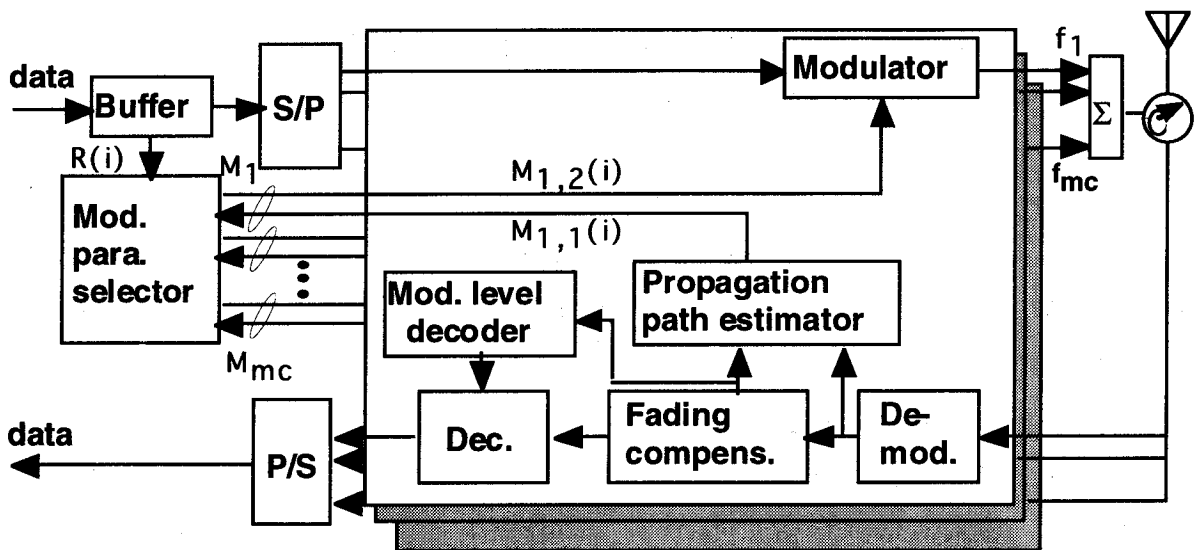 data
Buffer
S/P
R(i)
Mod.
para.
selector
M1
M1,2(i)
M1,1(i)
Mmc
Modulator
f1
Σ
fmc
Mod. level
decoder
Propagation
path estimator
Dec.
Fading
compens.
De-
mod.
data
P/S